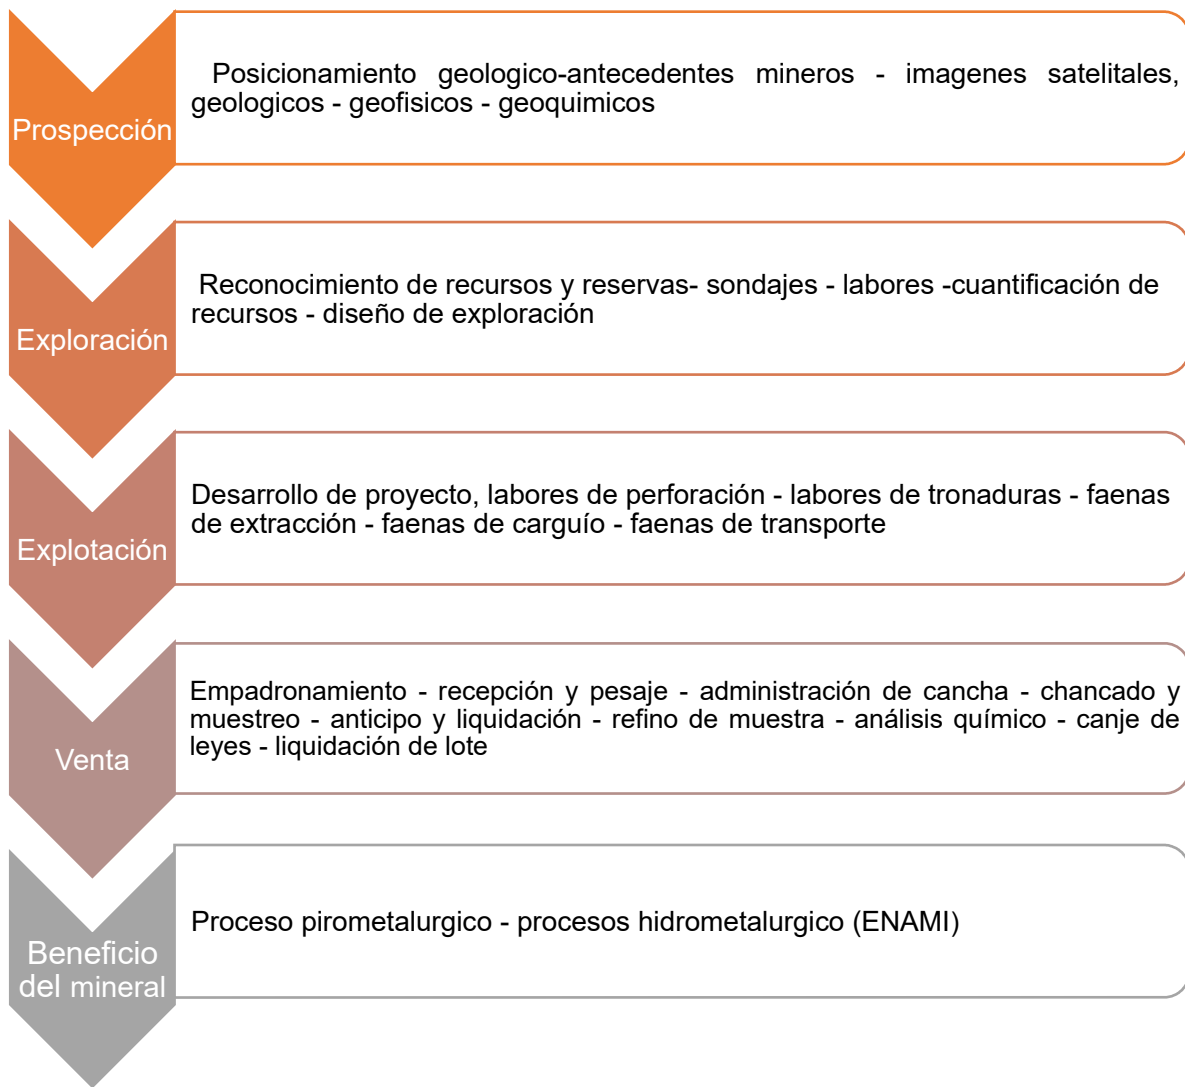 Prospección
Posicionamiento geologico-antecedentes mineros - imagenes satelitales,
geologicos - geofisicos - geoquimicos
Exploración
Reconocimiento de recursos y reservas- sondajes - labores -cuantificación de
recursos - diseño de exploración
Explotación
Desarrollo de proyecto, labores de perforación - labores de tronaduras - faenas
de extracción - faenas de carguío - faenas de transporte
Venta
Empadronamiento - recepción y pesaje - administración de cancha - chancado y
muestreo - anticipo y liquidación - refino de muestra - análisis químico - canje de
leyes - liquidación de lote
Beneficio
del mineral
Proceso pirometalurgico - procesos hidrometalurgico (ENAMI)